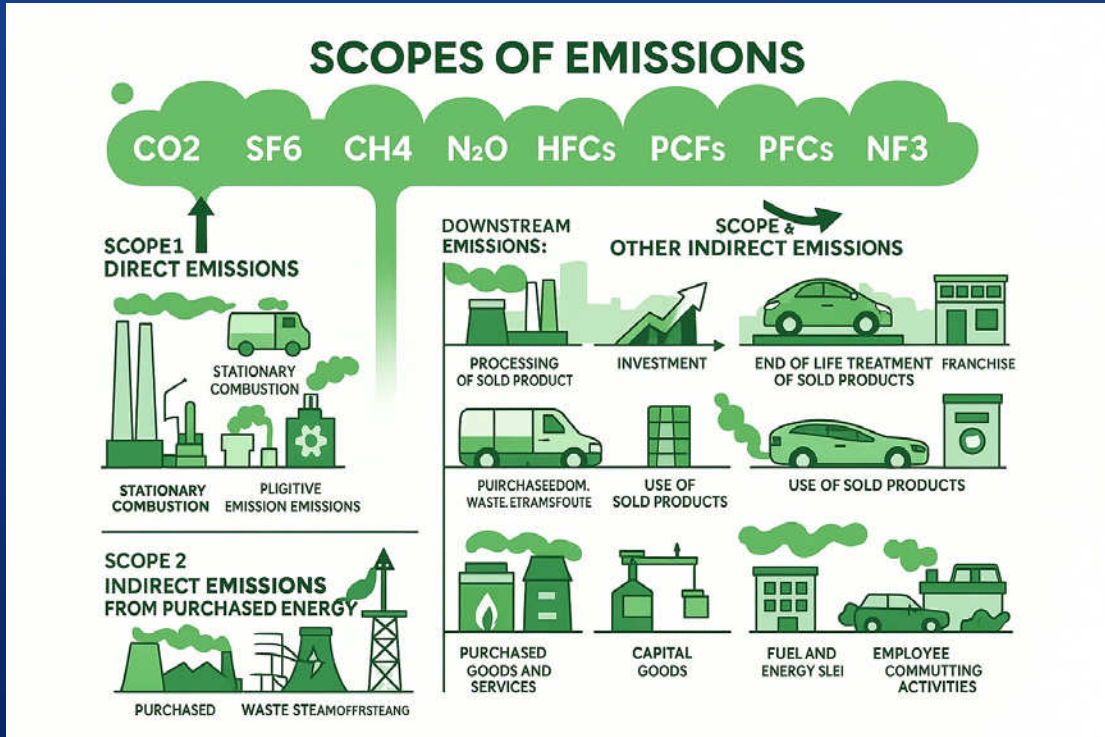 SCOPES OF EMISSIONS
CO2 SF6 CH4 N2O HFCs PCFs PFCs NF3
SCOPE1
DIRECT EMISSIONS
STATIONARY
COMBUSTION
STATIONARY
COMBUSTION
PLIGITIVE
EMISSION EMISSIONS
SCOPE 2
INDIRECT EMISSIONS
FROM PURCHASED ENERGY
PURCHASED
WASTE STEAMOFFRSTEANG
DOWNSTREAM
EMISSIONS:
SCOPE &
OTHER INDIRECT EMISSIONS
PROCESSING
OF SOLD PRODUCT
INVESTMENT
END OF LIFE TREATMENT
OF SOLD PRODUCTS
FRANCHISE
PUIRCHASEEDOM.
WASTE. ETRAMSFOUTE
USE OF
SOLD PRODUCTS
USE OF SOLD PRODUCTS
PURCHASED
GOODS AND
SERVICES
CAPITAL
GOODS
FUEL AND
ENERGY SLEI
EMPLOYEE
COMMUTTING
ACTIVITIES